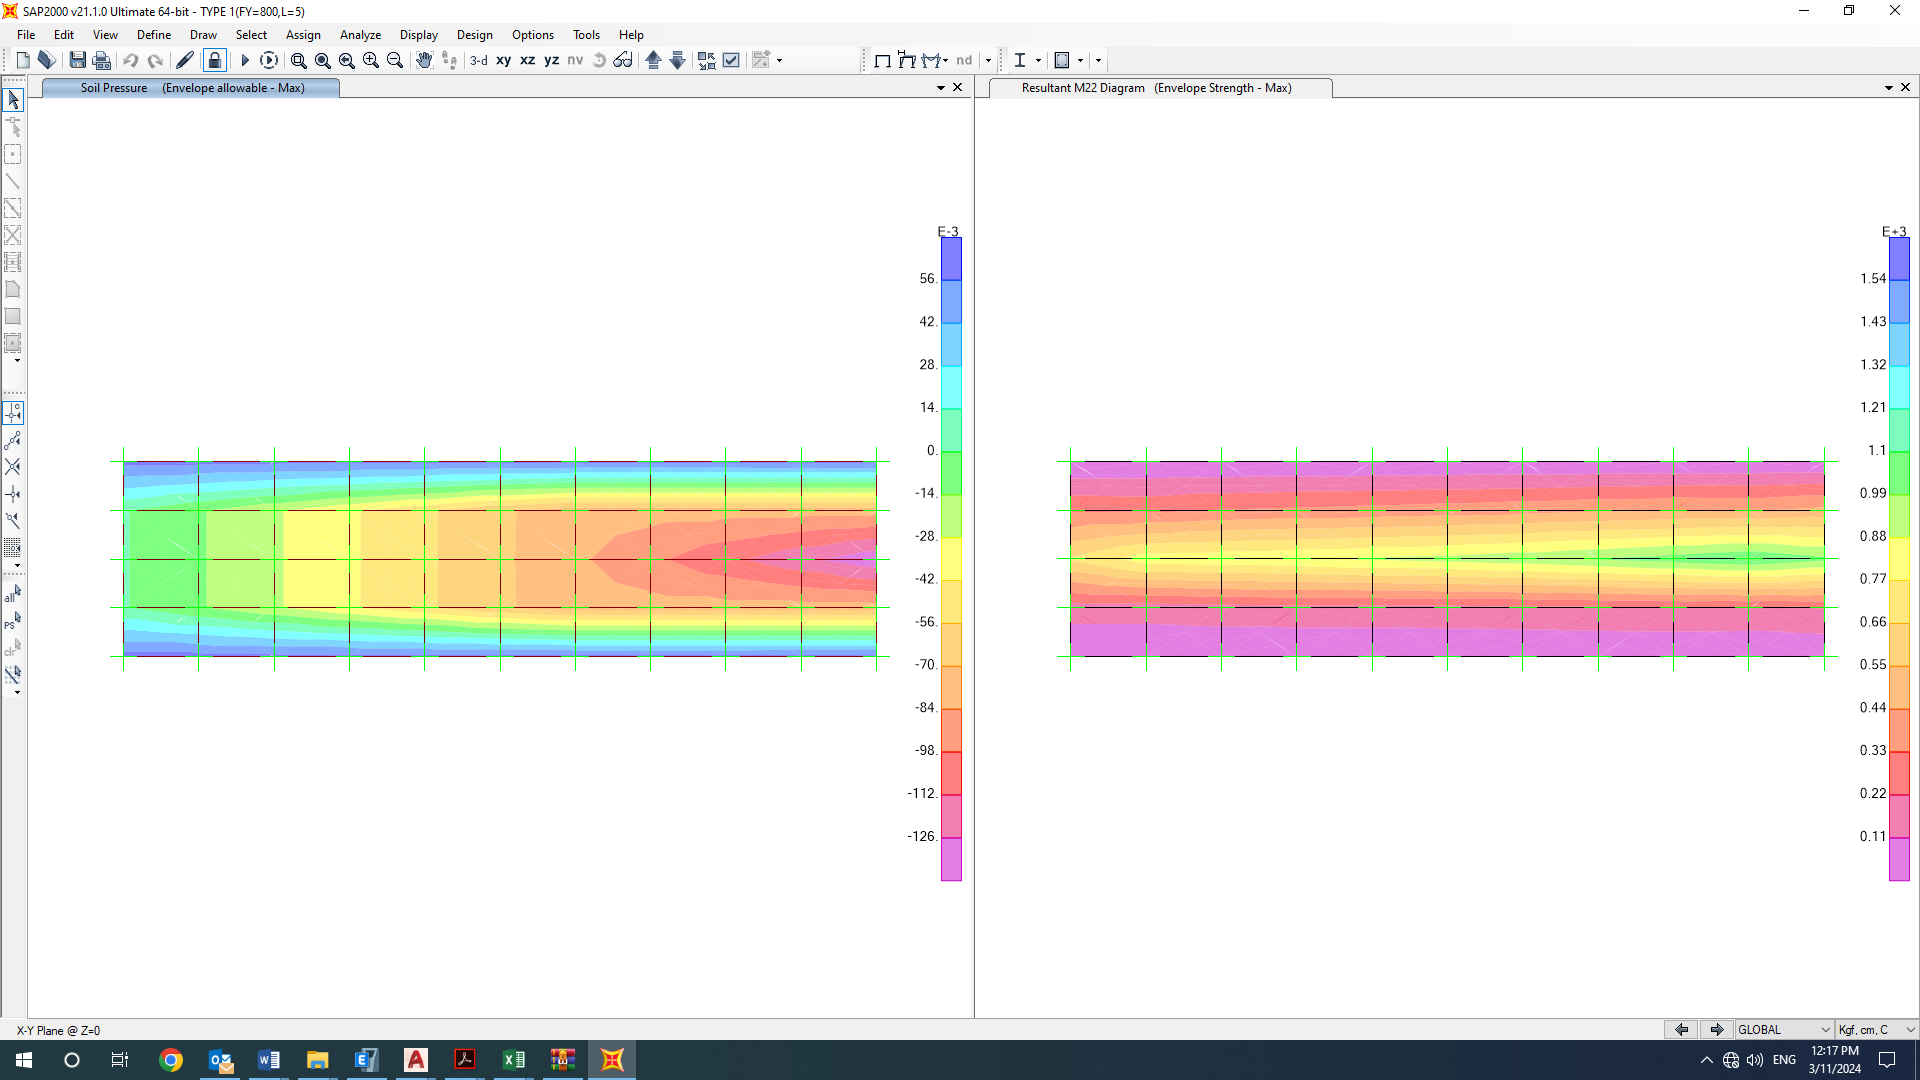 SAP2000 v21.1.0 Ultimate 64-bit - TYPE 1(FY=800,L=5)
File Edit View Define Draw Select Assign Analyze Display Design Options Tools Help
3-d xy xz yz nv nd
Soil Pressure (Envelope allowable - Max)
Resultant M22 Diagram (Envelope Strength - Max)
E-3
56.
42.
28.
14.
0.
-14.
-28.
-42.
-56.
-70.
-84.
-98.
-112.
-126.
E+3
1.54
1.43
1.32
1.21
1.1
0.99
0.88
0.77
0.66
0.55
0.44
0.33
0.22
0.11
all
PS
clr
X-Y Plane @ Z=0
GLOBAL
Kgf, cm, C
ENG
12:17 PM
3/11/2024